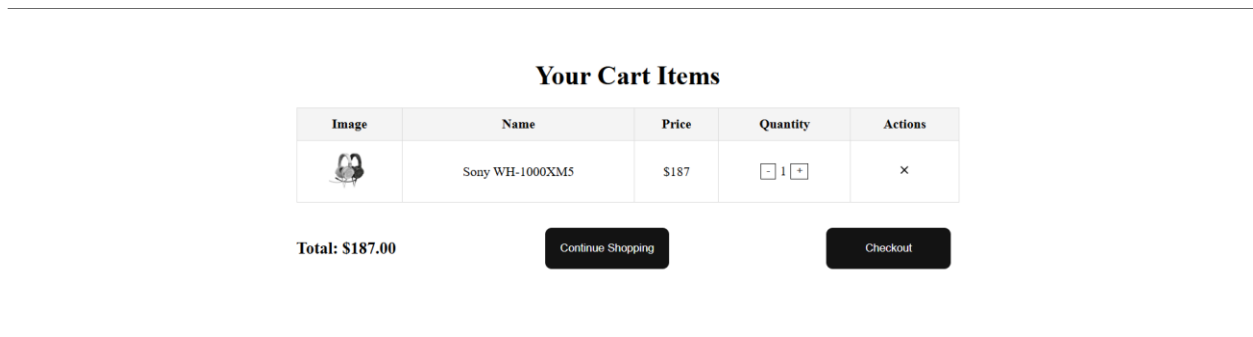 Your Cart Items
Image Name Price Quantity Actions
Sony WH-1000XM5 $187 - 1 + ✕
Total: $187.00 Continue Shopping Checkout